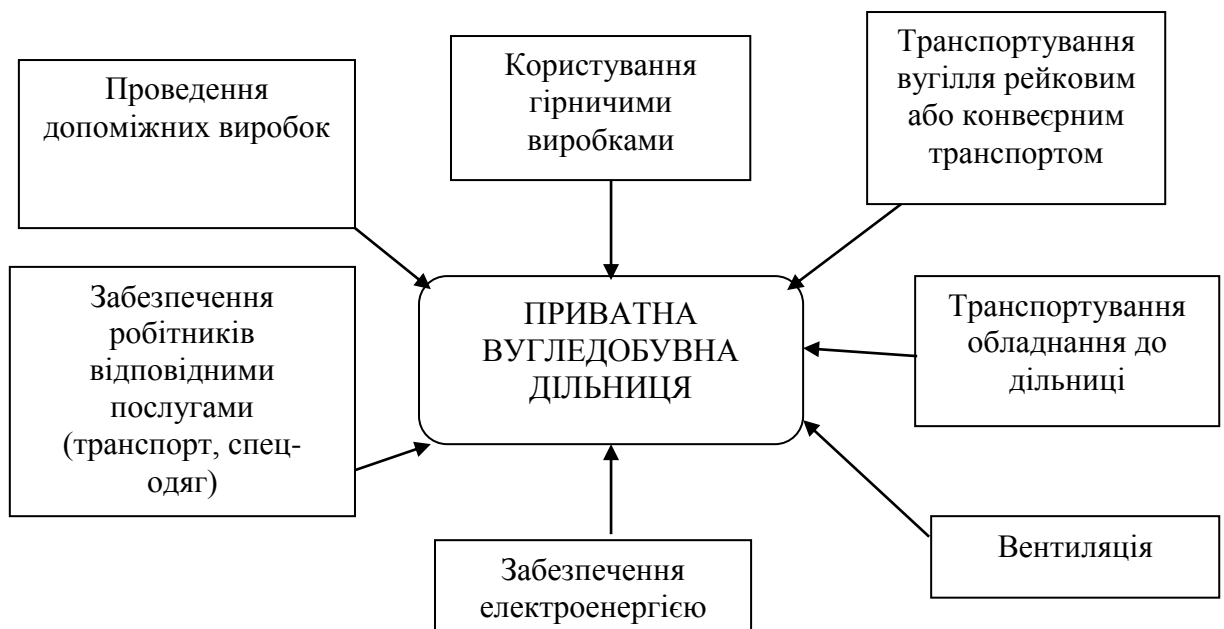 Проведення
допоміжних виробок
Користування
гірничими
виробками
Транспортування
вугілля рейковим
або конвеєрним
транспортом
Забезпечення
робітників
відповідними
послугами
(транспорт, спец-
одяг)
ПРИВАТНА
ВУГЛЕДОБУВНА
ДІЛЬНИЦЯ
Транспортування
обладнання до
дільниці
Забезпечення
електроенергією
Вентиляція